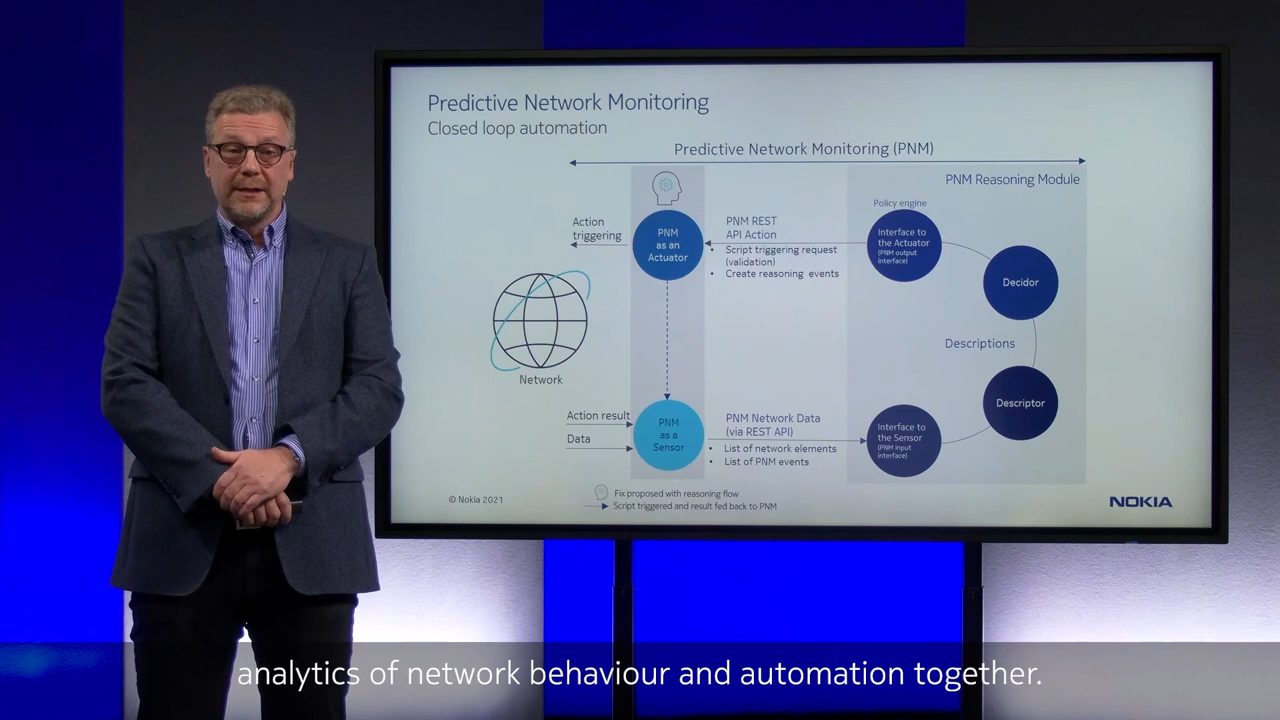 Predictive Network Monitoring
Closed loop automation
Predictive Network Monitoring (PNM)
PNM Reasoning Module
Policy engine
Action
triggering
PNM
as an
Actuator
PNM REST
API Action
• Script triggering request
(validation)
• Create reasoning events
Interface to
the Actuator
(PNM output
interface)
Decidor
Descriptions
Network
Descriptor
Action result
Data
PNM
as a
Sensor
PNM Network Data
(via REST API)
• List of network elements
• List of PNM events
Interface to
the Sensor
(PNM input
interface)
© Nokia 2021
Fix proposed with reasoning flow
Script triggered and result fed back to PNM
NOKIA
analytics of network behaviour and automation together.